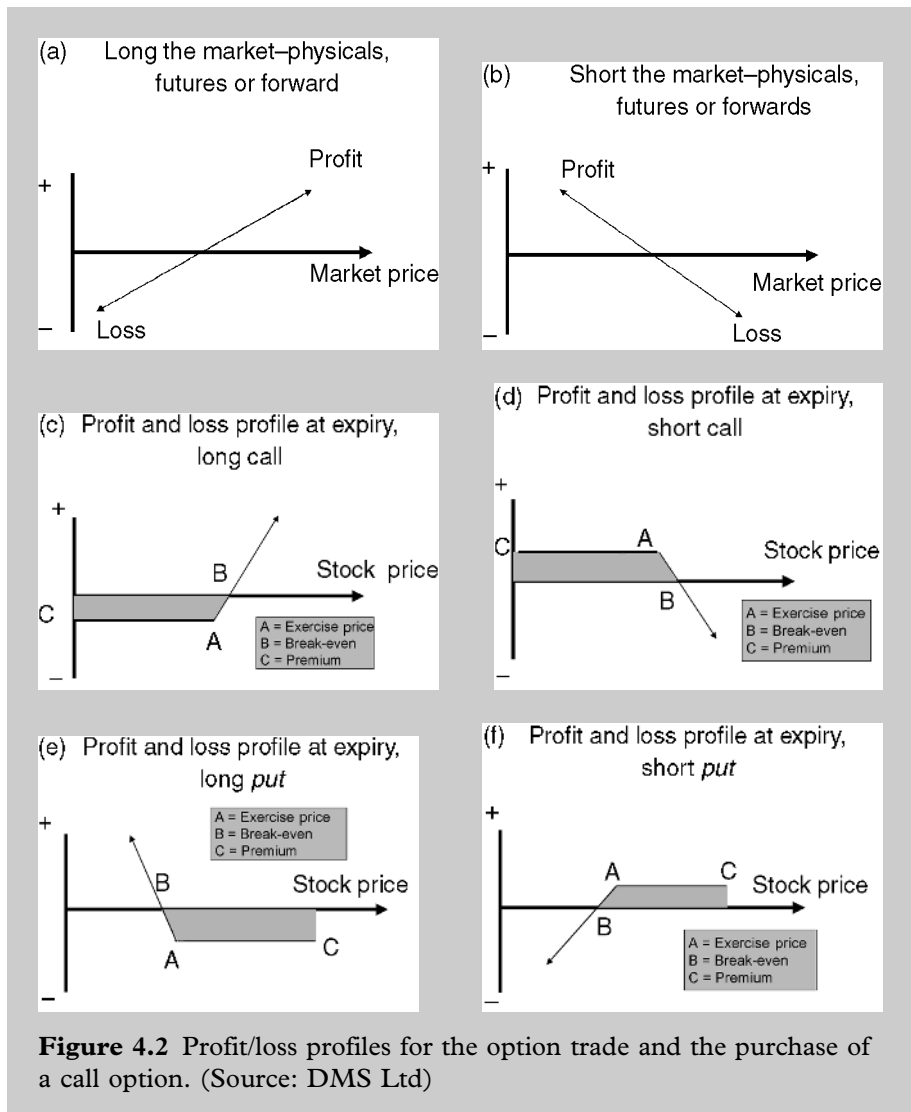 (a) Long the market–physicals,
futures or forward
Profit
+
Market price
–
Loss
(b) Short the market–physicals,
futures or forwards
+
Profit
Market price
–
Loss
(c) Profit and loss profile at expiry,
long call
+
B
Stock price
C
A
A = Exercise price
B = Break-even
C = Premium
–
(d) Profit and loss profile at expiry,
short call
+
C
A
Stock price
B
A = Exercise price
B = Break-even
C = Premium
–
(e) Profit and loss profile at expiry,
long put
A = Exercise price
B = Break-even
C = Premium
+
B
Stock price
A
C
–
(f) Profit and loss profile at expiry,
short put
+
A
C
Stock price
B
A = Exercise price
B = Break-even
C = Premium
–
Figure 4.2 Profit/loss profiles for the option trade and the purchase of
a call option. (Source: DMS Ltd)